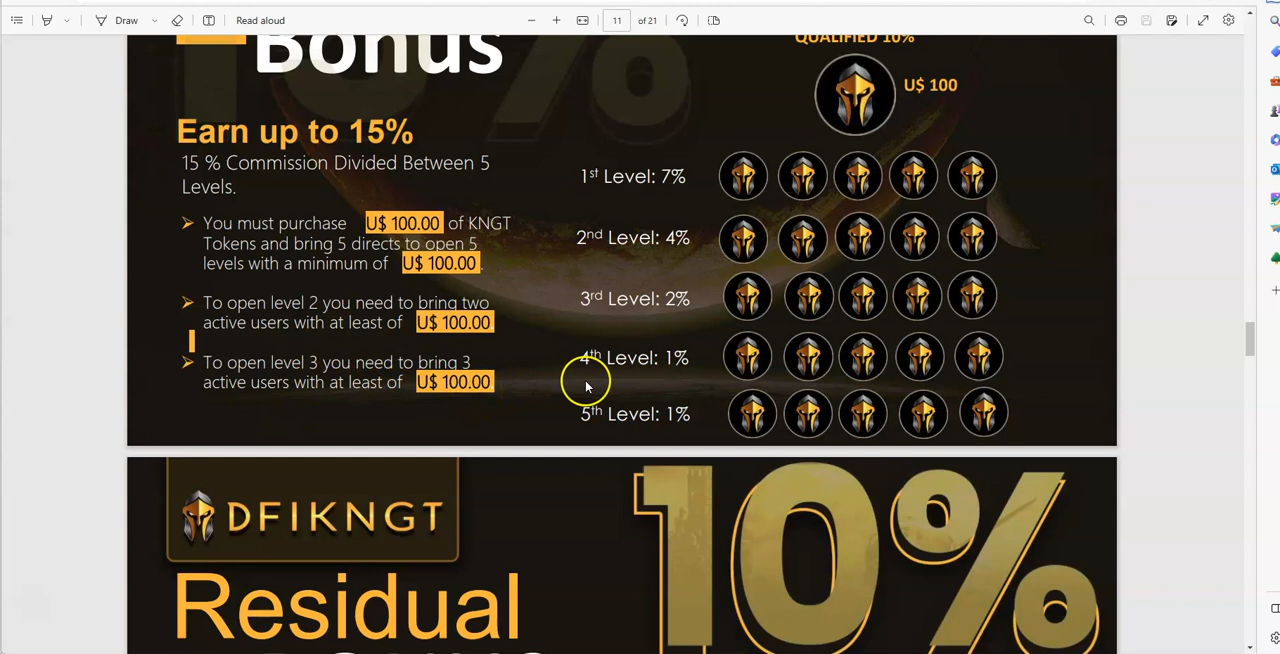 Draw
Read aloud
11
of 21
Bonus
QUALIFIED 10%
U$ 100
Earn up to 15%
15 % Commission Divided Between 5
Levels.
You must purchase U$ 100.00 of KNGT
Tokens and bring 5 directs to open 5
levels with a minimum of U$ 100.00.
To open level 2 you need to bring two
active users with at least of U$ 100.00.
To open level 3 you need to bring 3
active users with at least of U$ 100.00.
1st Level: 7%
2nd Level: 4%
3rd Level: 2%
4th Level: 1%
5th Level: 1%
DFIKNGT
10%
Residual